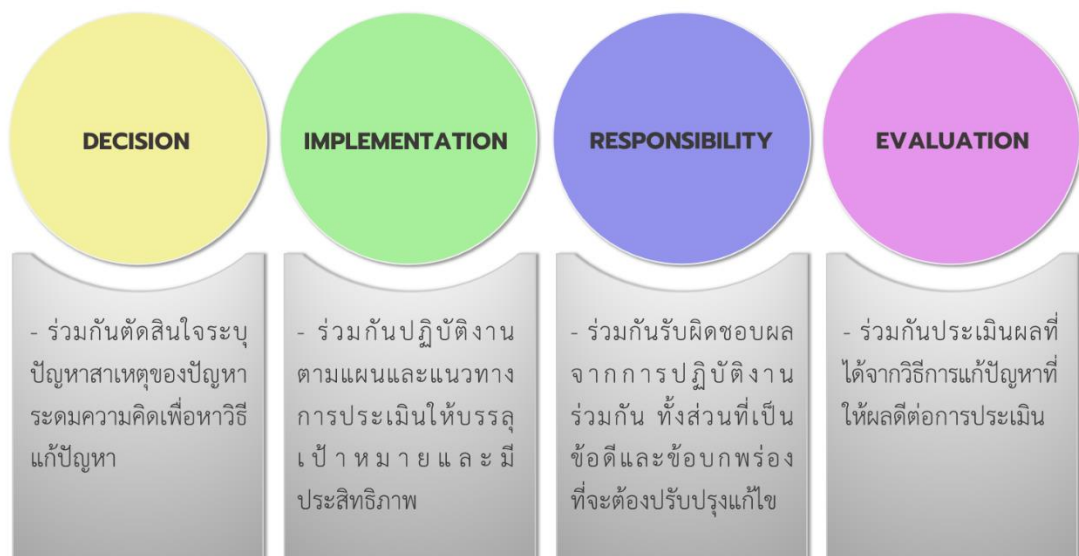 DECISION
- ร่วมกันตัดสินใจระบุ
ปัญหาสาเหตุของปัญหา
ระดมความคิดเพื่อหาวิธี
แก้ปัญหา
IMPLEMENTATION
- ร่วมกันปฏิบัติงาน
ตามแผนและแนวทาง
การประเมินให้บรรลุ
เป้าหมายและมี
ประสิทธิภาพ
RESPONSIBILITY
- ร่วมกันรับผิดชอบผล
จากการปฏิบัติงาน
ร่วมกัน ทั้งส่วนที่เป็น
ข้อดีและข้อบกพร่อง
ที่จะต้องปรับปรุงแก้ไข
EVALUATION
- ร่วมกันประเมินผลที่
ได้จากวิธีการแก้ปัญหาที่
ให้ผลดีต่อการประเมิน